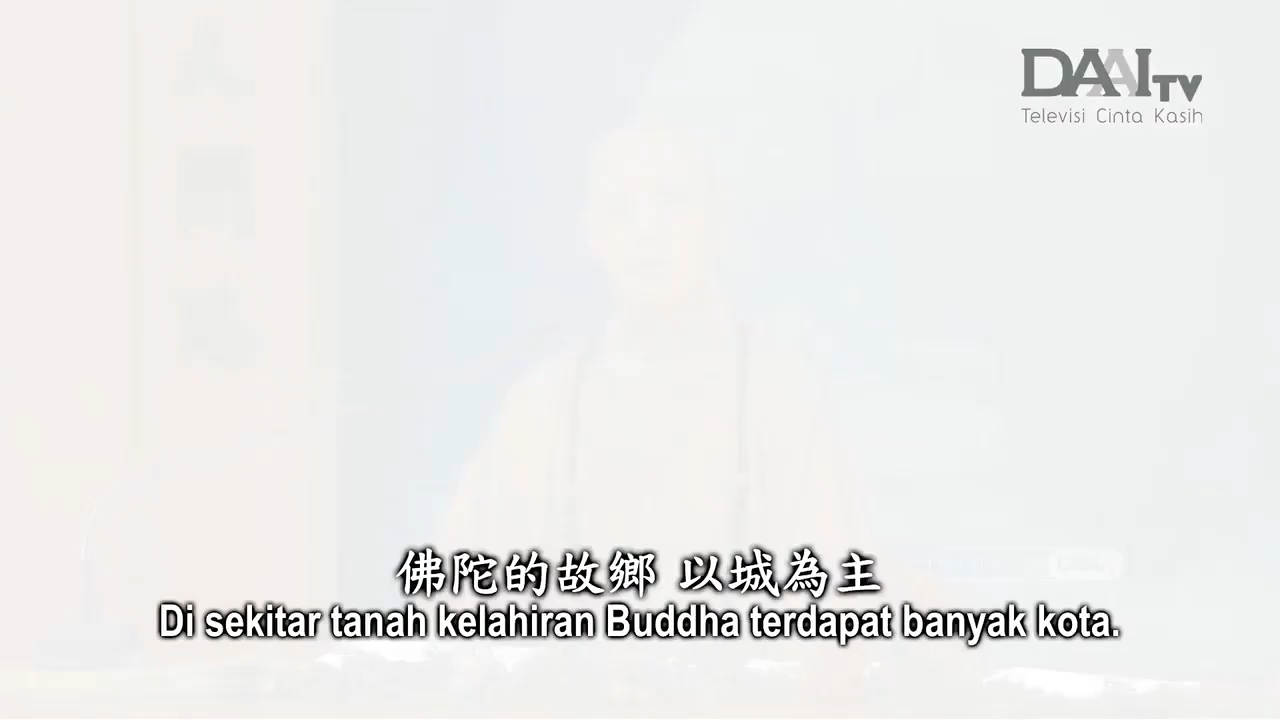 DAAI TV
Televisi Cinta Kasih
佛陀的故鄉 以城為主
Di sekitar tanah kelahiran Buddha terdapat banyak kota.